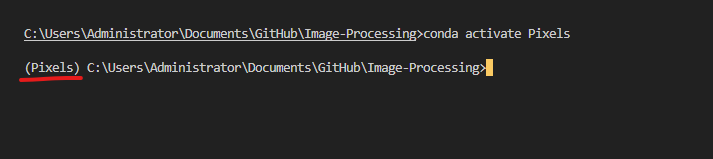 C:\Users\Administrator\Documents\GitHub\Image-Processing>conda activate Pixels
(Pixels) C:\Users\Administrator\Documents\GitHub\Image-Processing>